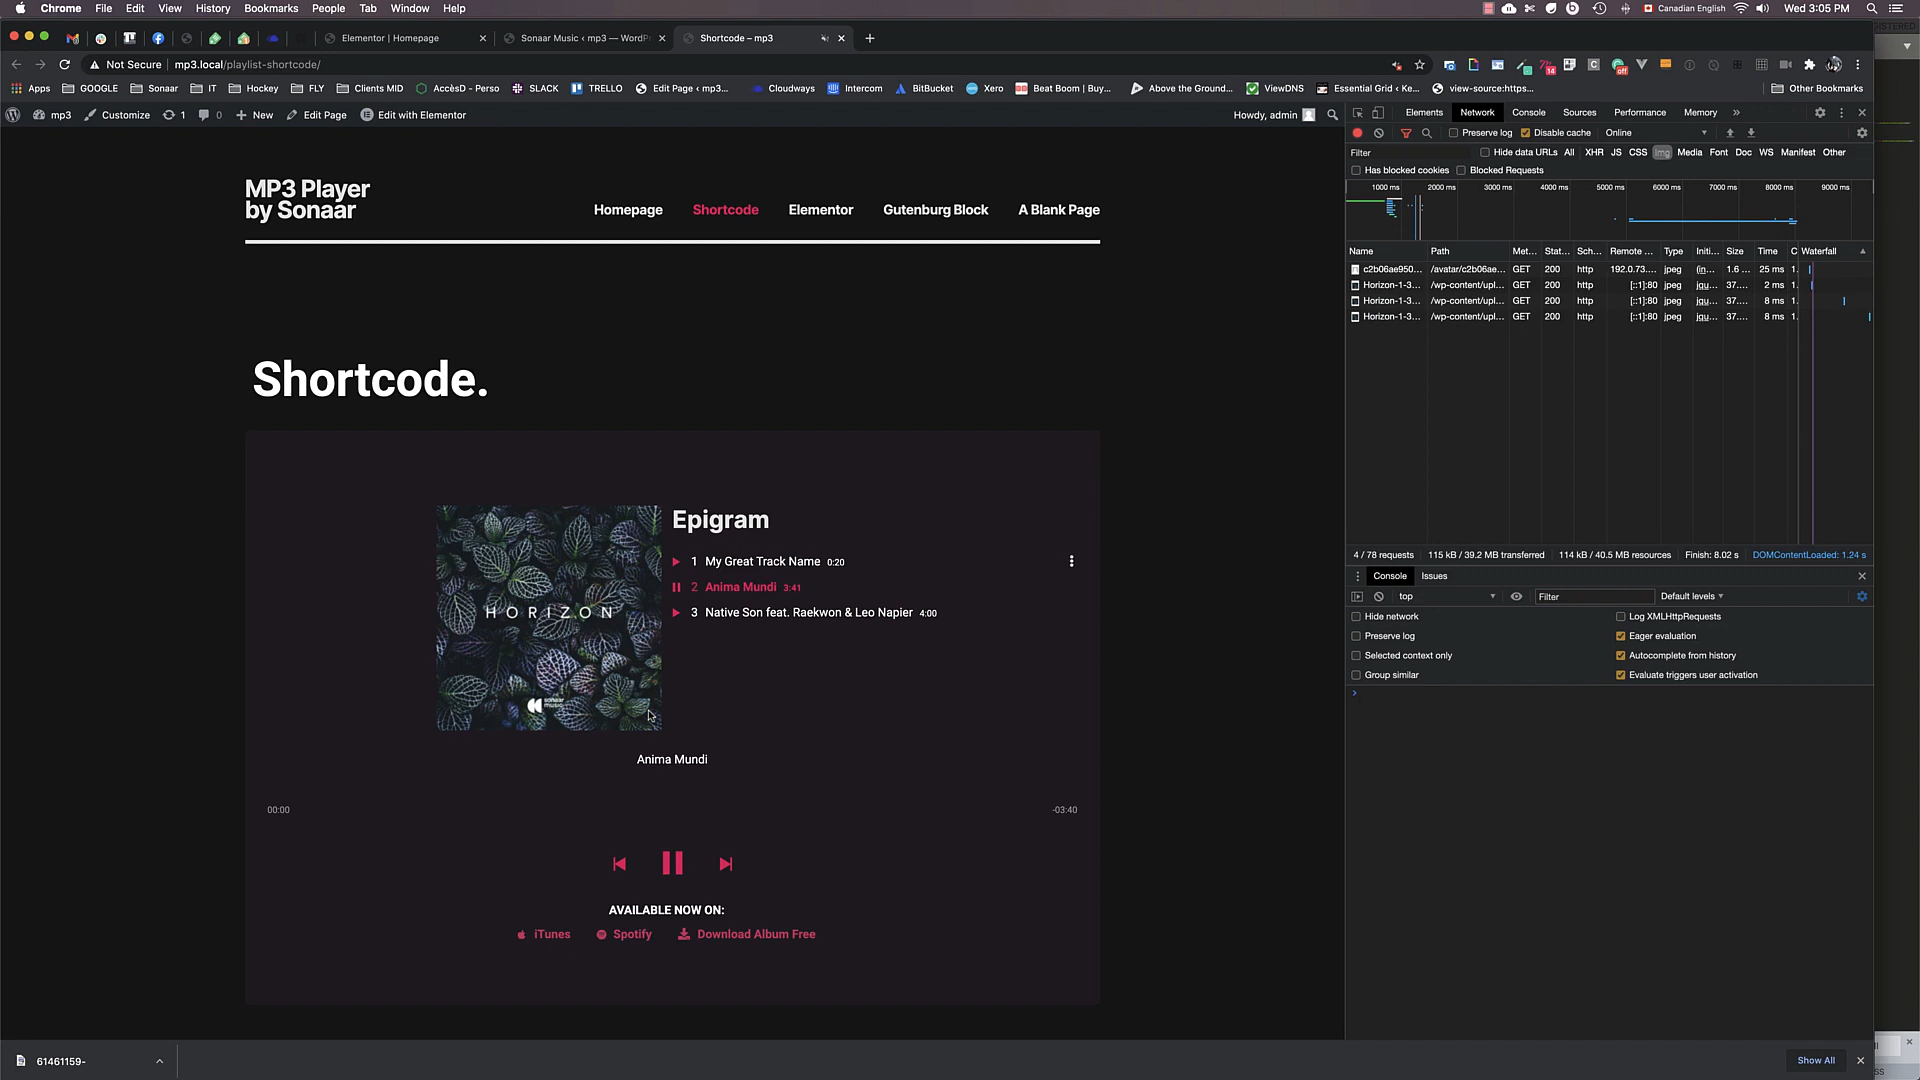 Chrome File Edit View History Bookmarks People Tab Window Help
Canadian English Wed 3:05 PM
Elementor | Homepage
Sonaar Music ‹ mp3 — WordPr
Shortcode – mp3
Not Secure mp3.local/playlist-shortcode/
14
off
Apps GOOGLE Sonaar IT Hockey FLY Clients MID AccèsD - Perso SLACK TRELLO Edit Page ‹ mp3... Cloudways Intercom BitBucket Xero Beat Boom | Buy... Above the Ground... ViewDNS Essential Grid ‹ Ke... view-source:https... Other Bookmarks
mp3 Customize 1 0 New Edit Page Edit with Elementor Howdy, admin
MP3 Player
by Sonaar
Homepage Shortcode Elementor Gutenburg Block A Blank Page
Shortcode.
HORIZON
sonaar
music
Epigram
1 My Great Track Name 0:20
2 Anima Mundi 3:41
3 Native Son feat. Raekwon & Leo Napier 4:00
Anima Mundi
00:00 -03:40
AVAILABLE NOW ON:
iTunes Spotify Download Album Free
Elements Network Console Sources Performance Memory »
Preserve log Disable cache Online
Filter Hide data URLs All XHR JS CSS Img Media Font Doc WS Manifest Other
Has blocked cookies Blocked Requests
1000 ms 2000 ms 3000 ms 4000 ms 5000 ms 6000 ms 7000 ms 8000 ms 9000 ms
Name Path Met... Stat... Sch... Remote ... Type Initi... Size Time C Waterfall
c2b06ae950... /avatar/c2b06ae... GET 200 http 192.0.73.... jpeg (in... 1.6 ... 25 ms 1.
Horizon-1-3... /wp-content/upl... GET 200 http [::1]:80 jpeg jqu... 37.... 2 ms 1.
Horizon-1-3... /wp-content/upl... GET 200 http [::1]:80 jpeg jqu... 37.... 8 ms 1.
Horizon-1-3... /wp-content/upl... GET 200 http [::1]:80 jpeg jqu... 37.... 8 ms 1.
4 / 78 requests 115 kB / 39.2 MB transferred 114 kB / 40.5 MB resources Finish: 8.02 s DOMContentLoaded: 1.24 s
Console Issues
top Filter Default levels
Hide network Log XMLHttpRequests
Preserve log Eager evaluation
Selected context only Autocomplete from history
Group similar Evaluate triggers user activation
61461159-
Show All